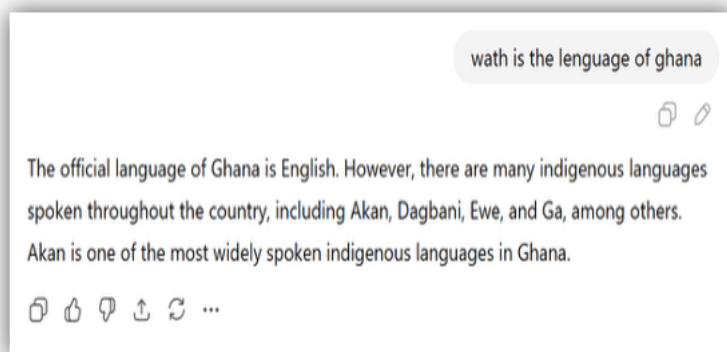 wath is the lenguage of ghana
The official language of Ghana is English. However, there are many indigenous languages
spoken throughout the country, including Akan, Dagbani, Ewe, and Ga, among others.
Akan is one of the most widely spoken indigenous languages in Ghana.